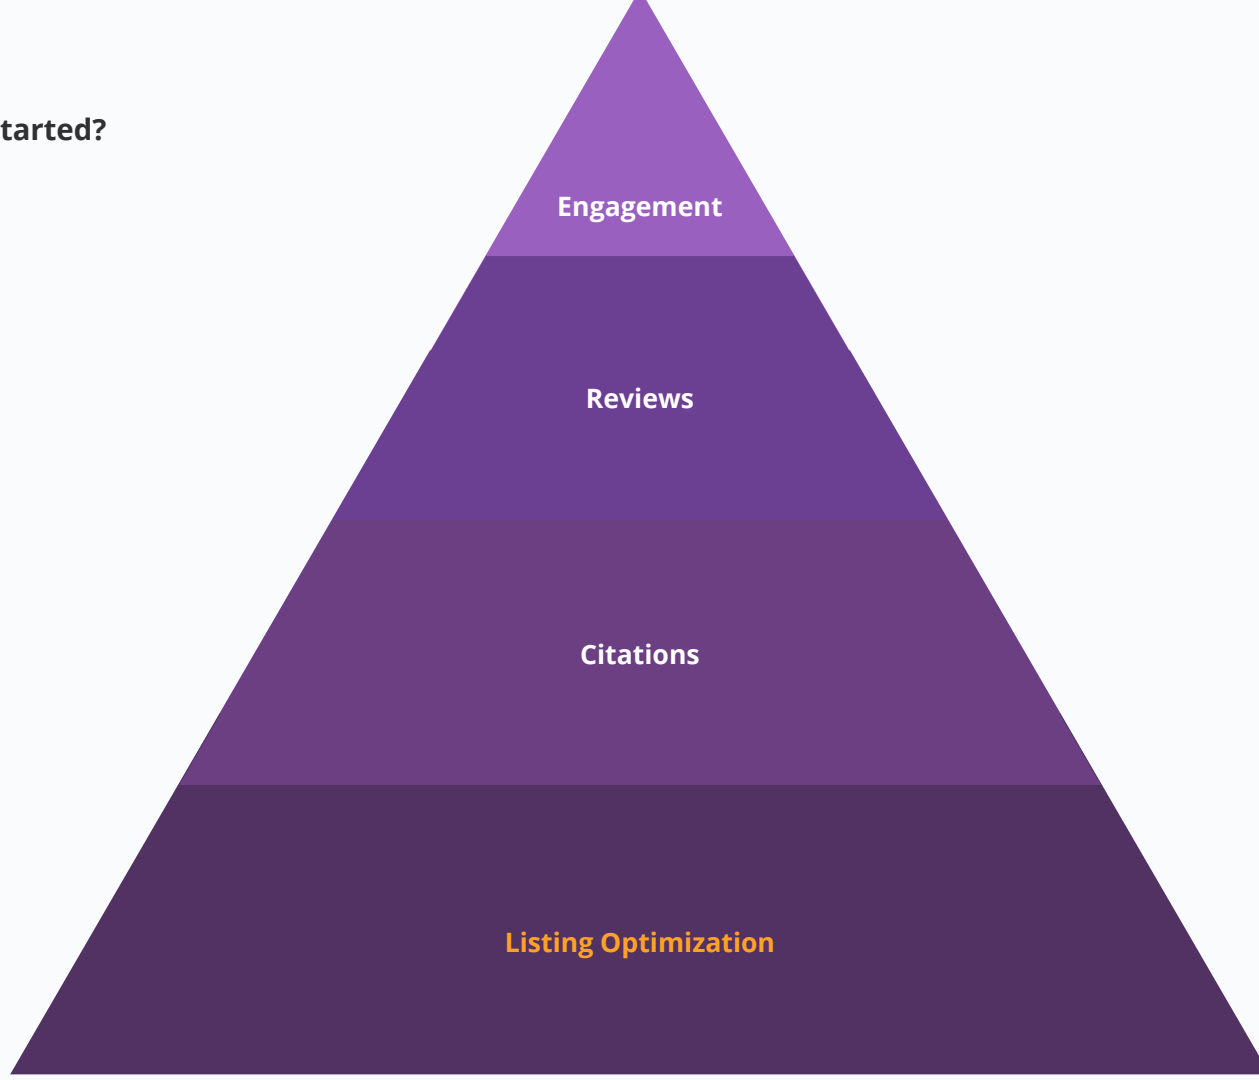 tarted?
Engagement
Reviews
Citations
Listing Optimization